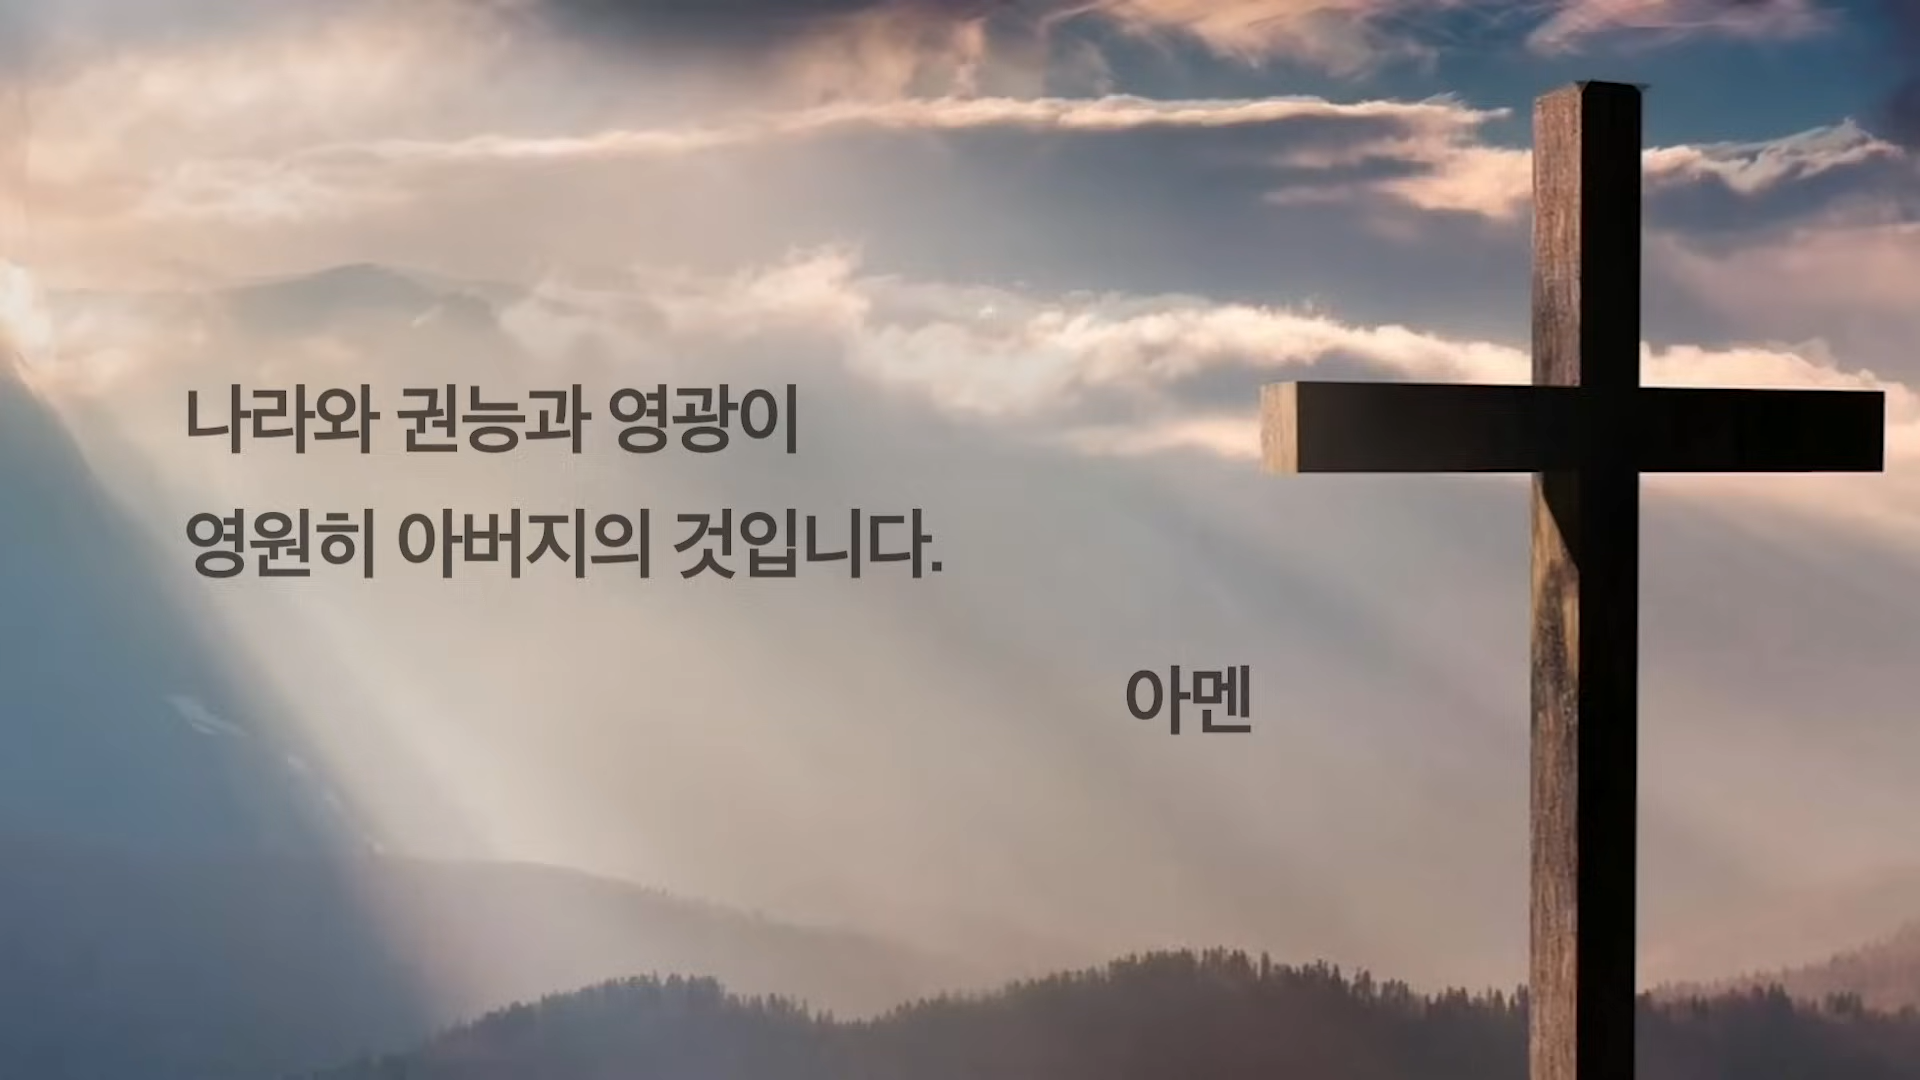 나라와 권능과 영광이
영원히 아버지의 것입니다.
아멘